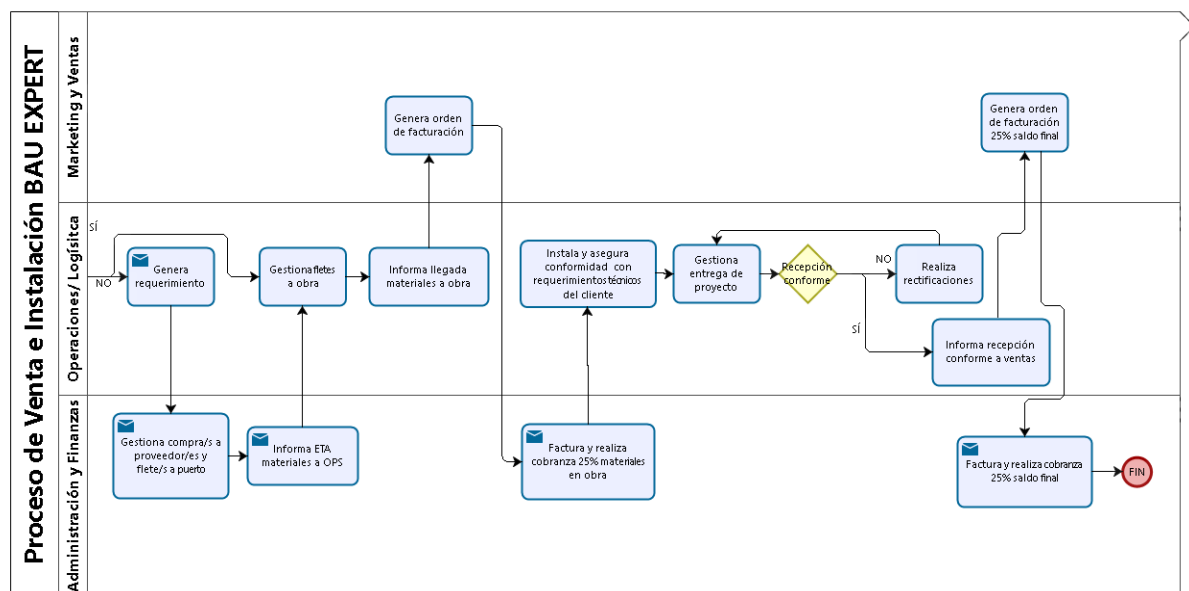 Proceso de Venta e Instalación BAU EXPERT
Marketing y Ventas
Genera orden
de facturación
Genera orden
de facturación
25% saldo final
Operaciones/ Logísitca
SÍ
NO
Genera
requerimiento
Gestiona fletes
a obra
Informa llegada
materiales a obra
Instala y asegura
conformidad con
requerimientos técnicos
del cliente
Gestiona
entrega de
proyecto
Recepción
conforme
NO
Realiza
rectificaciones
SÍ
Informa recepción
conforme a ventas
Administración y Finanzas
Gestiona compra/s a
proveedor/es y
flete/s a puerto
Informa ETA
materiales a OPS
Factura y realiza
cobranza 25% materiales
en obra
Factura y realiza cobranza
25% saldo final
FIN